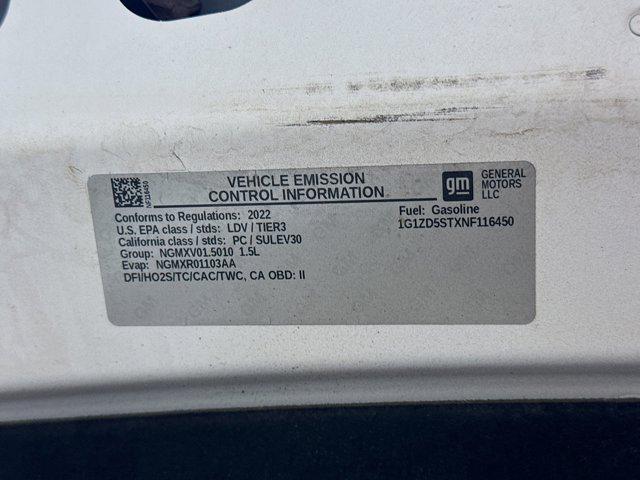 NF116450
VEHICLE EMISSION
CONTROL INFORMATION
gm
GENERAL
MOTORS
LLC
Conforms to Regulations: 2022
U.S. EPA class / stds: LDV / TIER3
California class / stds: PC / SULEV30
Group: NGMXV01.5010 1.5L
Evap: NGMXR01103AA
DFI/HO2S/TC/CAC/TWC, CA OBD: II
Fuel: Gasoline
1G1ZD5STXNF116450